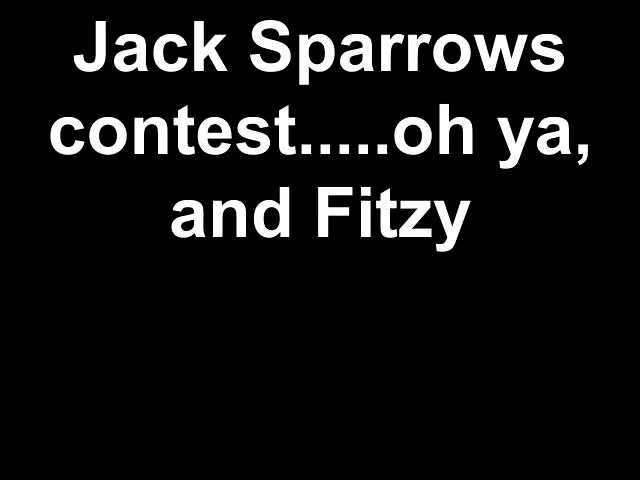 Jack Sparrows
contest.....oh ya,
and Fitzy